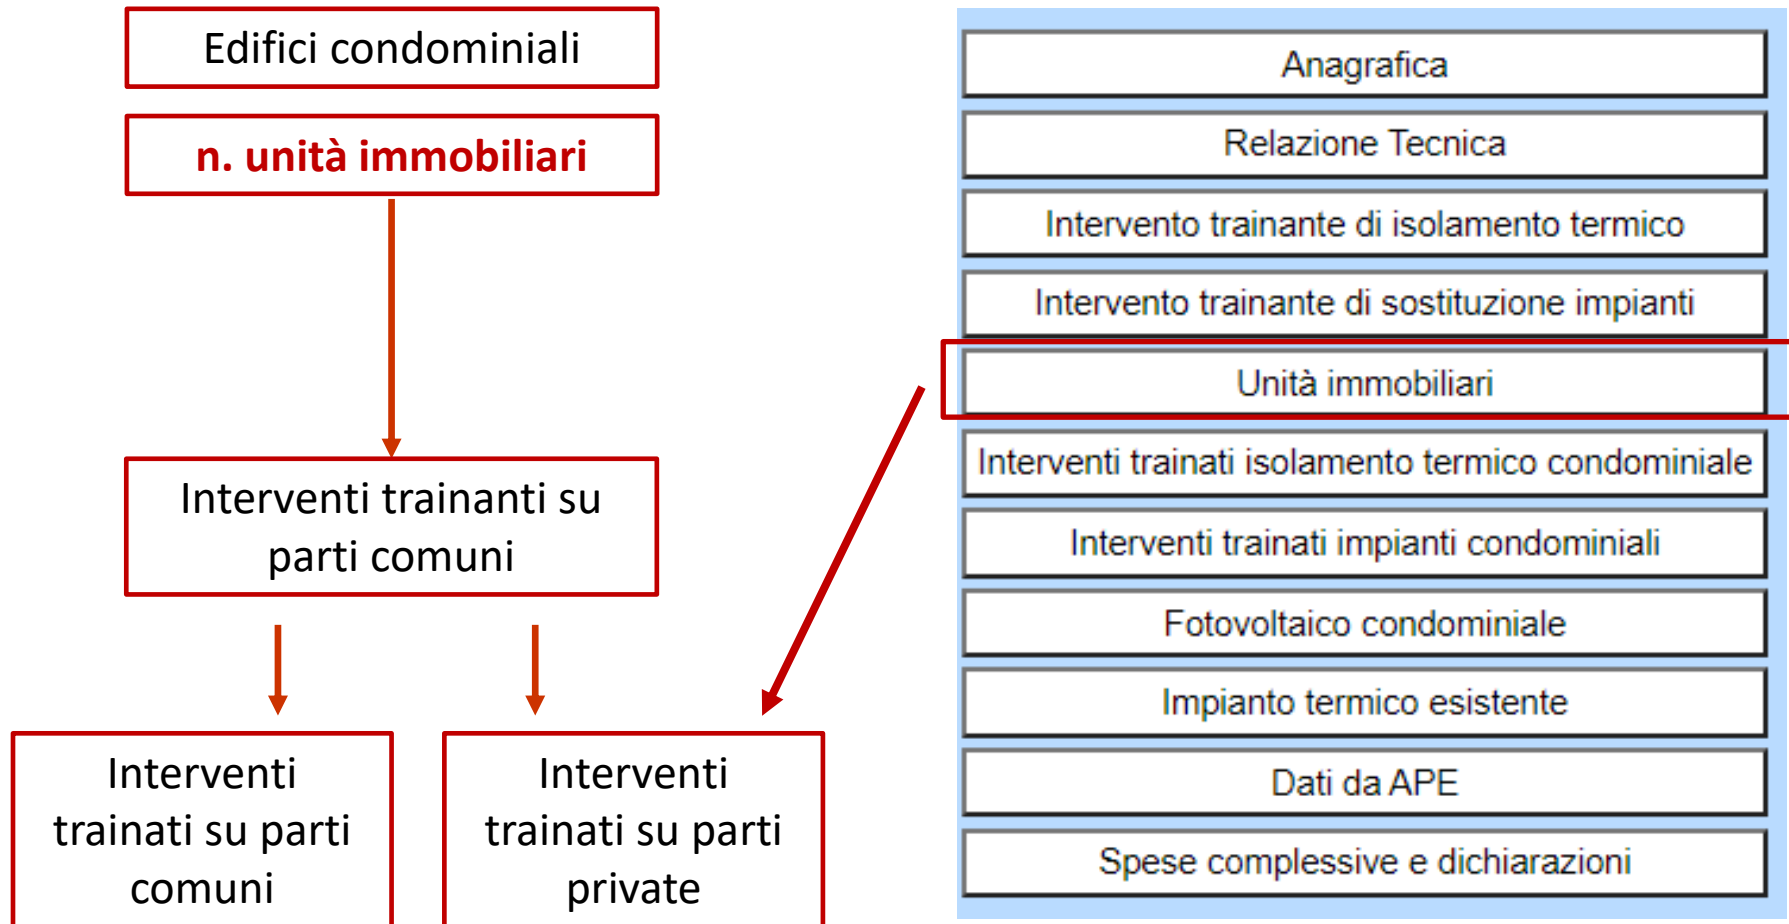 Edifici condominiali
n. unità immobiliari
Interventi trainanti su
parti comuni
Interventi
trainati su parti
comuni
Interventi
trainati su parti
private
Anagrafica
Relazione Tecnica
Intervento trainante di isolamento termico
Intervento trainante di sostituzione impianti
Unità immobiliari
Interventi trainati isolamento termico condominiale
Interventi trainati impianti condominiali
Fotovoltaico condominiale
Impianto termico esistente
Dati da APE
Spese complessive e dichiarazioni